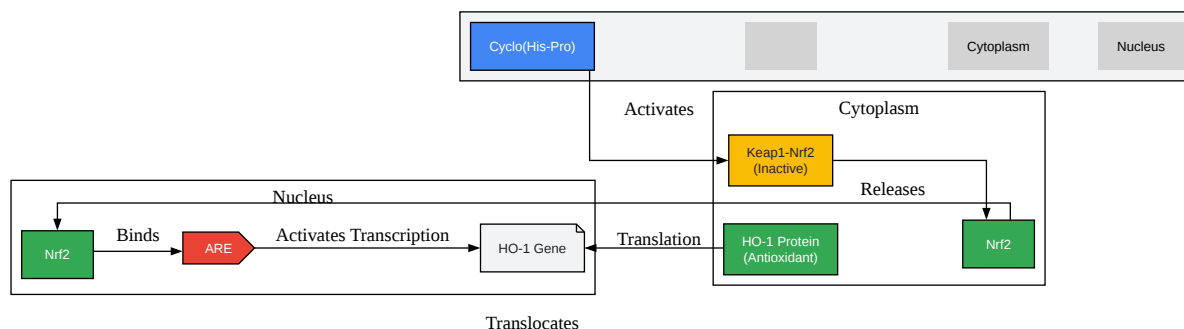 Cyclo(His-Pro)
Cytoplasm
Nucleus
Activates
Cytoplasm
Keap1-Nrf2
(Inactive)
Releases
Nucleus
Nrf2
Binds
ARE
Activates Transcription
HO-1 Gene
Translation
HO-1 Protein
(Antioxidant)
Nrf2
Translocates